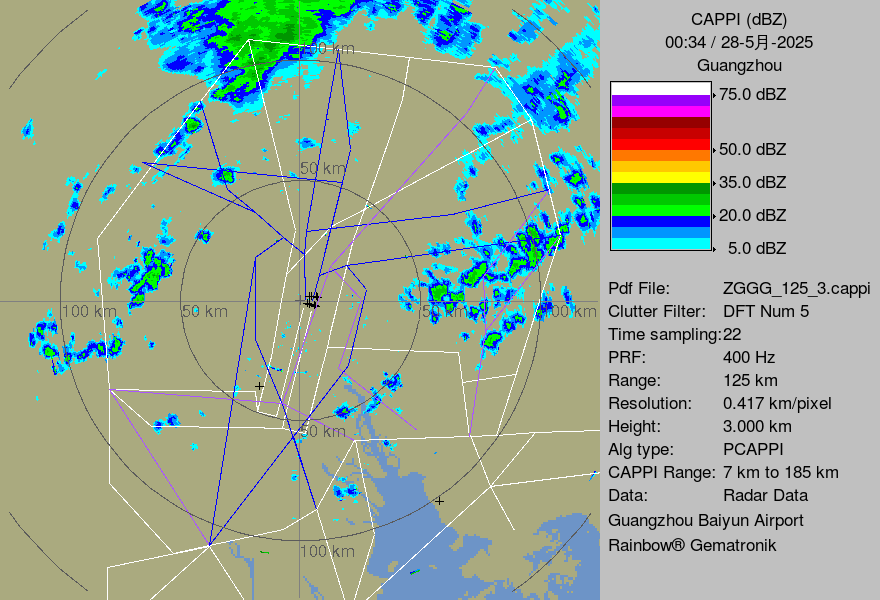 CAPPI (dBZ)
00:34 / 28-5月-2025
Guangzhou
75.0 dBZ
50.0 dBZ
35.0 dBZ
20.0 dBZ
5.0 dBZ
Pdf File: ZGGG_125_3.cappi
Clutter Filter: DFT Num 5
Time sampling:22
PRF: 400 Hz
Range: 125 km
Resolution: 0.417 km/pixel
Height: 3.000 km
Alg type: PCAPPI
CAPPI Range: 7 km to 185 km
Data: Radar Data
Guangzhou Baiyun Airport
Rainbow® Gematronik
100 km
50 km
100 km 50 km 50 km 100 km
50 km
100 km